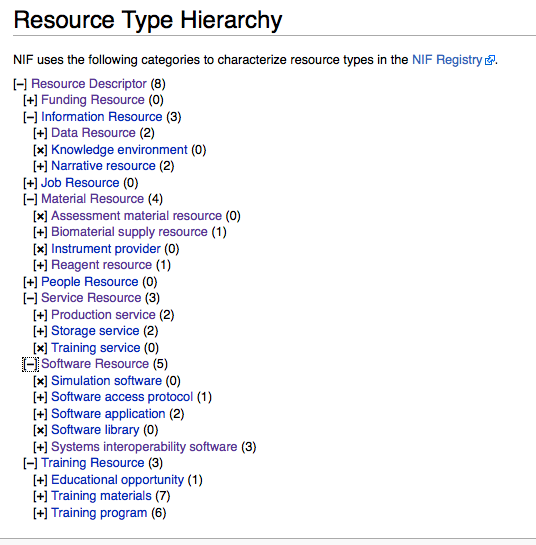 Resource Type Hierarchy
NIF uses the following categories to characterize resource types in the NIF Registry.
[−] Resource Descriptor (8)
[+] Funding Resource (0)
[−] Information Resource (3)
[+] Data Resource (2)
[×] Knowledge environment (0)
[+] Narrative resource (2)
[+] Job Resource (0)
[−] Material Resource (4)
[×] Assessment material resource (0)
[+] Biomaterial supply resource (1)
[×] Instrument provider (0)
[+] Reagent resource (1)
[+] People Resource (0)
[−] Service Resource (3)
[+] Production service (2)
[+] Storage service (2)
[×] Training service (0)
[−] Software Resource (5)
[×] Simulation software (0)
[+] Software access protocol (1)
[+] Software application (2)
[×] Software library (0)
[+] Systems interoperability software (3)
[−] Training Resource (3)
[+] Educational opportunity (1)
[+] Training materials (7)
[+] Training program (6)